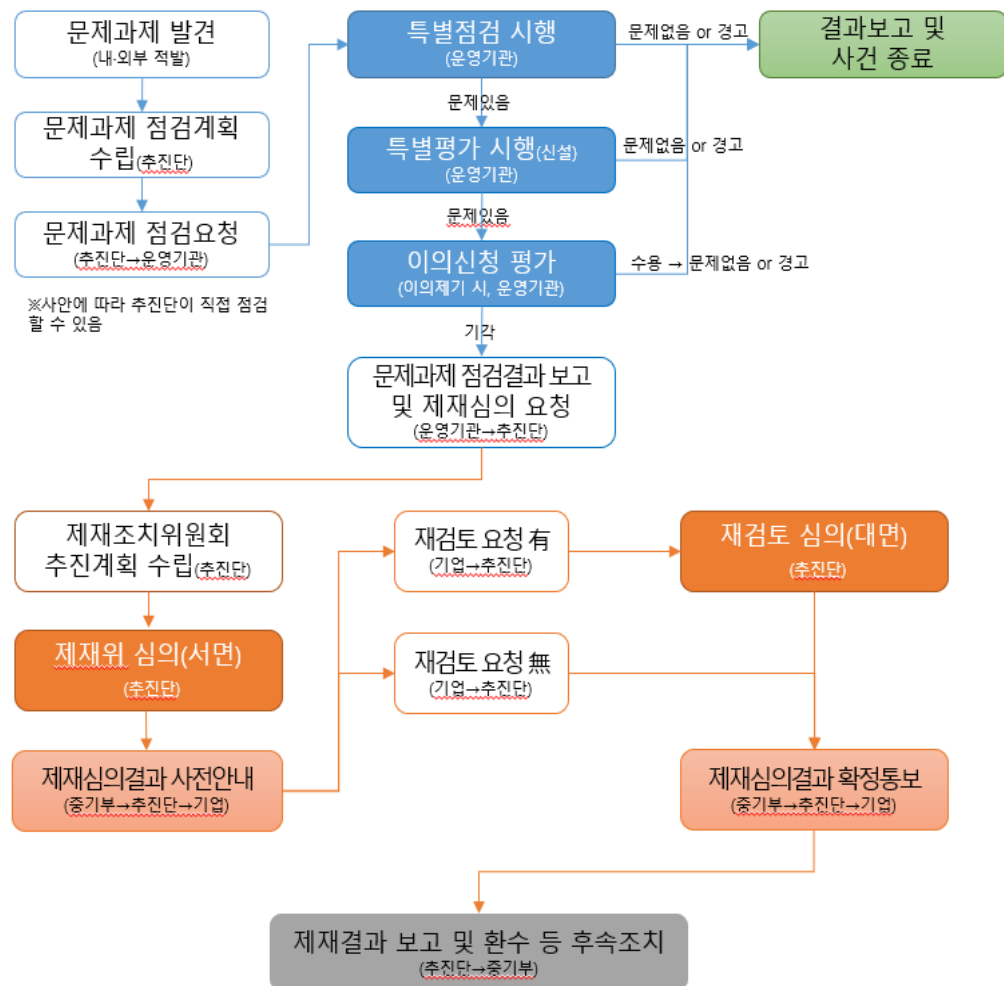 문제과제 발견
(내·외부 적발)
문제과제 점검계획
수립(추진단)
문제과제 점검요청
(추진단→운영기관)
※사안에 따라 추진단이 직접 점검
할 수 있음
특별점검 시행
(운영기관)
문제없음 or 경고
결과보고 및
사건 종료
문제있음
특별평가 시행(신설)
(운영기관)
문제없음 or 경고
문제있음
이의신청 평가
(이의제기 시, 운영기관)
수용 → 문제없음 or 경고
기각
문제과제 점검결과 보고
및 제재심의 요청
(운영기관→추진단)
제재조치위원회
추진계획 수립(추진단)
제재위 심의(서면)
(추진단)
제재심의결과 사전안내
(중기부→추진단→기업)
재검토 요청 有
(기업→추진단)
재검토 요청 無
(기업→추진단)
재검토 심의(대면)
(추진단)
제재심의결과 확정통보
(중기부→추진단→기업)
제재결과 보고 및 환수 등 후속조치
(추진단→중기부)